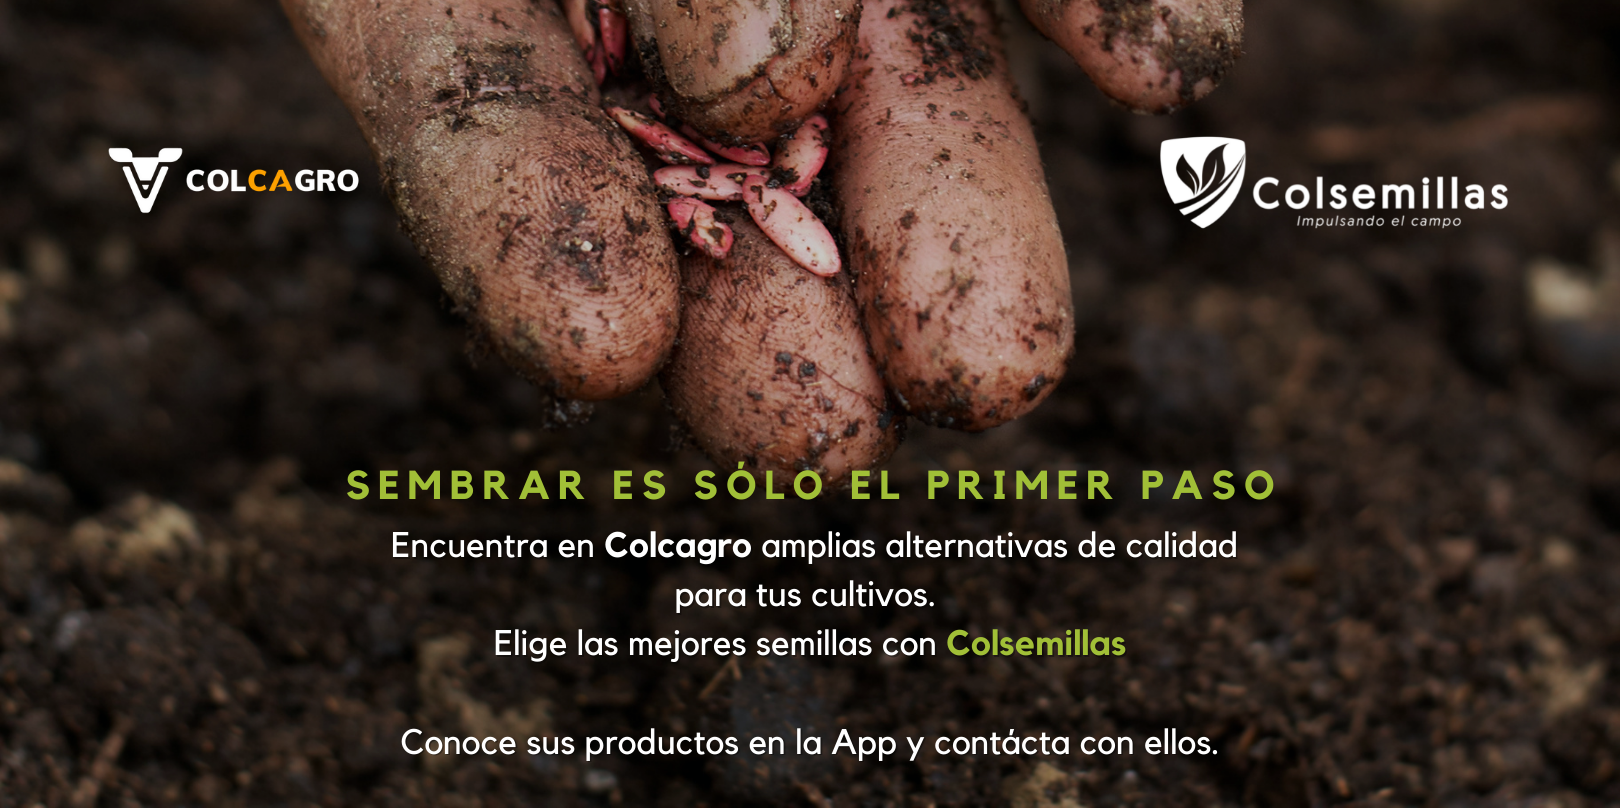 COLCAGRO
Colsemillas
Impulsando el campo
SEMBRAR ES SÓLO EL PRIMER PASO
Encuentra en Colcagro amplias alternativas de calidad
para tus cultivos.
Elige las mejores semillas con Colsemillas
Conoce sus productos en la App y contácta con ellos.